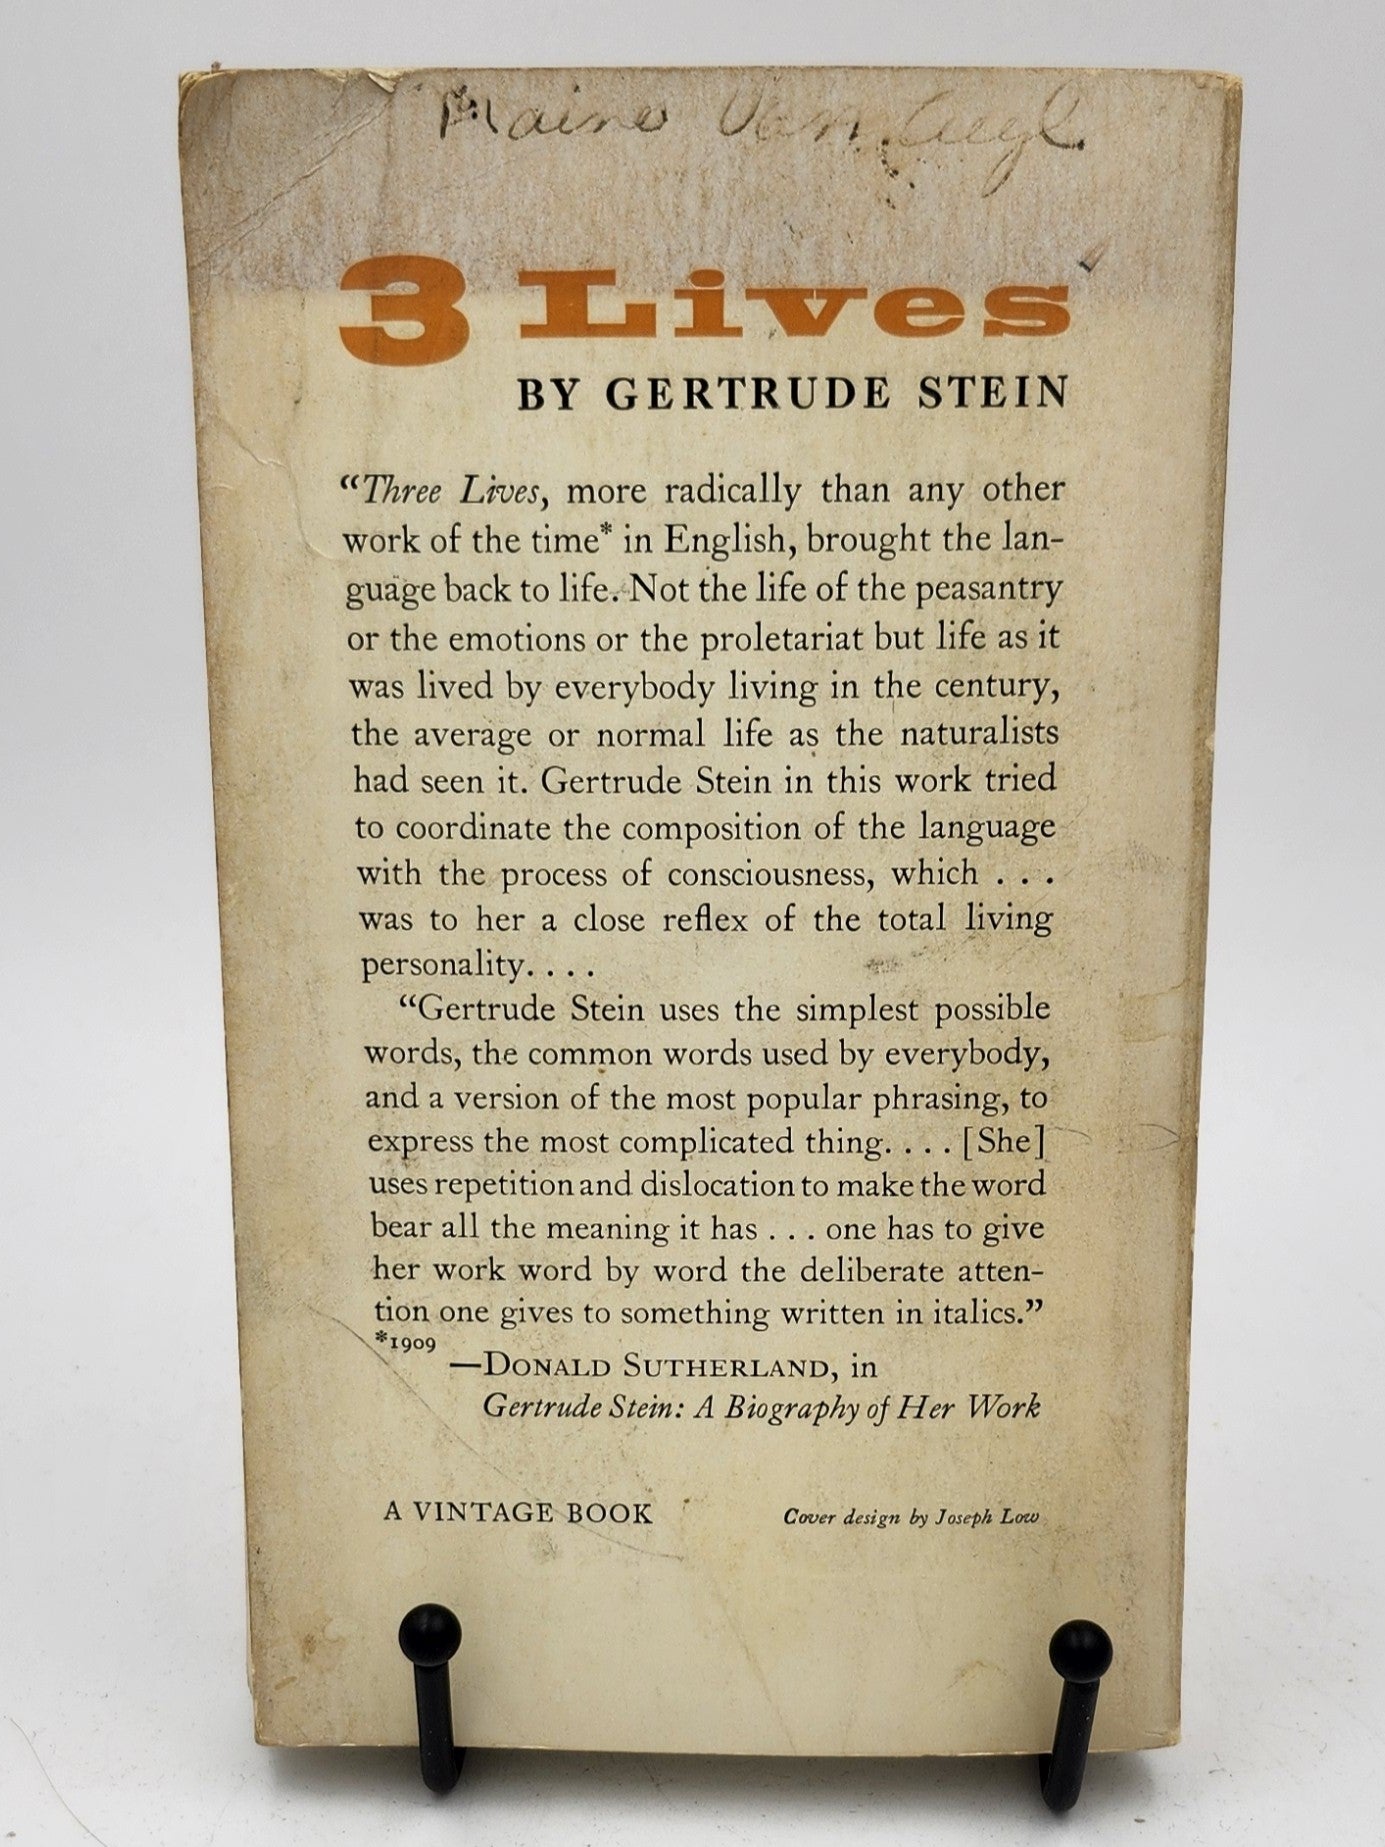 3 Lives
BY GERTRUDE STEIN
“Three Lives, more radically than any other
work of the time* in English, brought the lan-
guage back to life. Not the life of the peasantry
or the emotions or the proletariat but life as it
was lived by everybody living in the century,
the average or normal life as the naturalists
had seen it. Gertrude Stein in this work tried
to coordinate the composition of the language
with the process of consciousness, which . . .
was to her a close reflex of the total living
personality. . . .
“Gertrude Stein uses the simplest possible
words, the common words used by everybody,
and a version of the most popular phrasing, to
express the most complicated thing. . . . [She]
uses repetition and dislocation to make the word
bear all the meaning it has . . . one has to give
her work word by word the deliberate atten-
tion one gives to something written in italics.”
*1909
—DONALD SUTHERLAND, in
Gertrude Stein: A Biography of Her Work
A VINTAGE BOOK
Cover design by Joseph Low